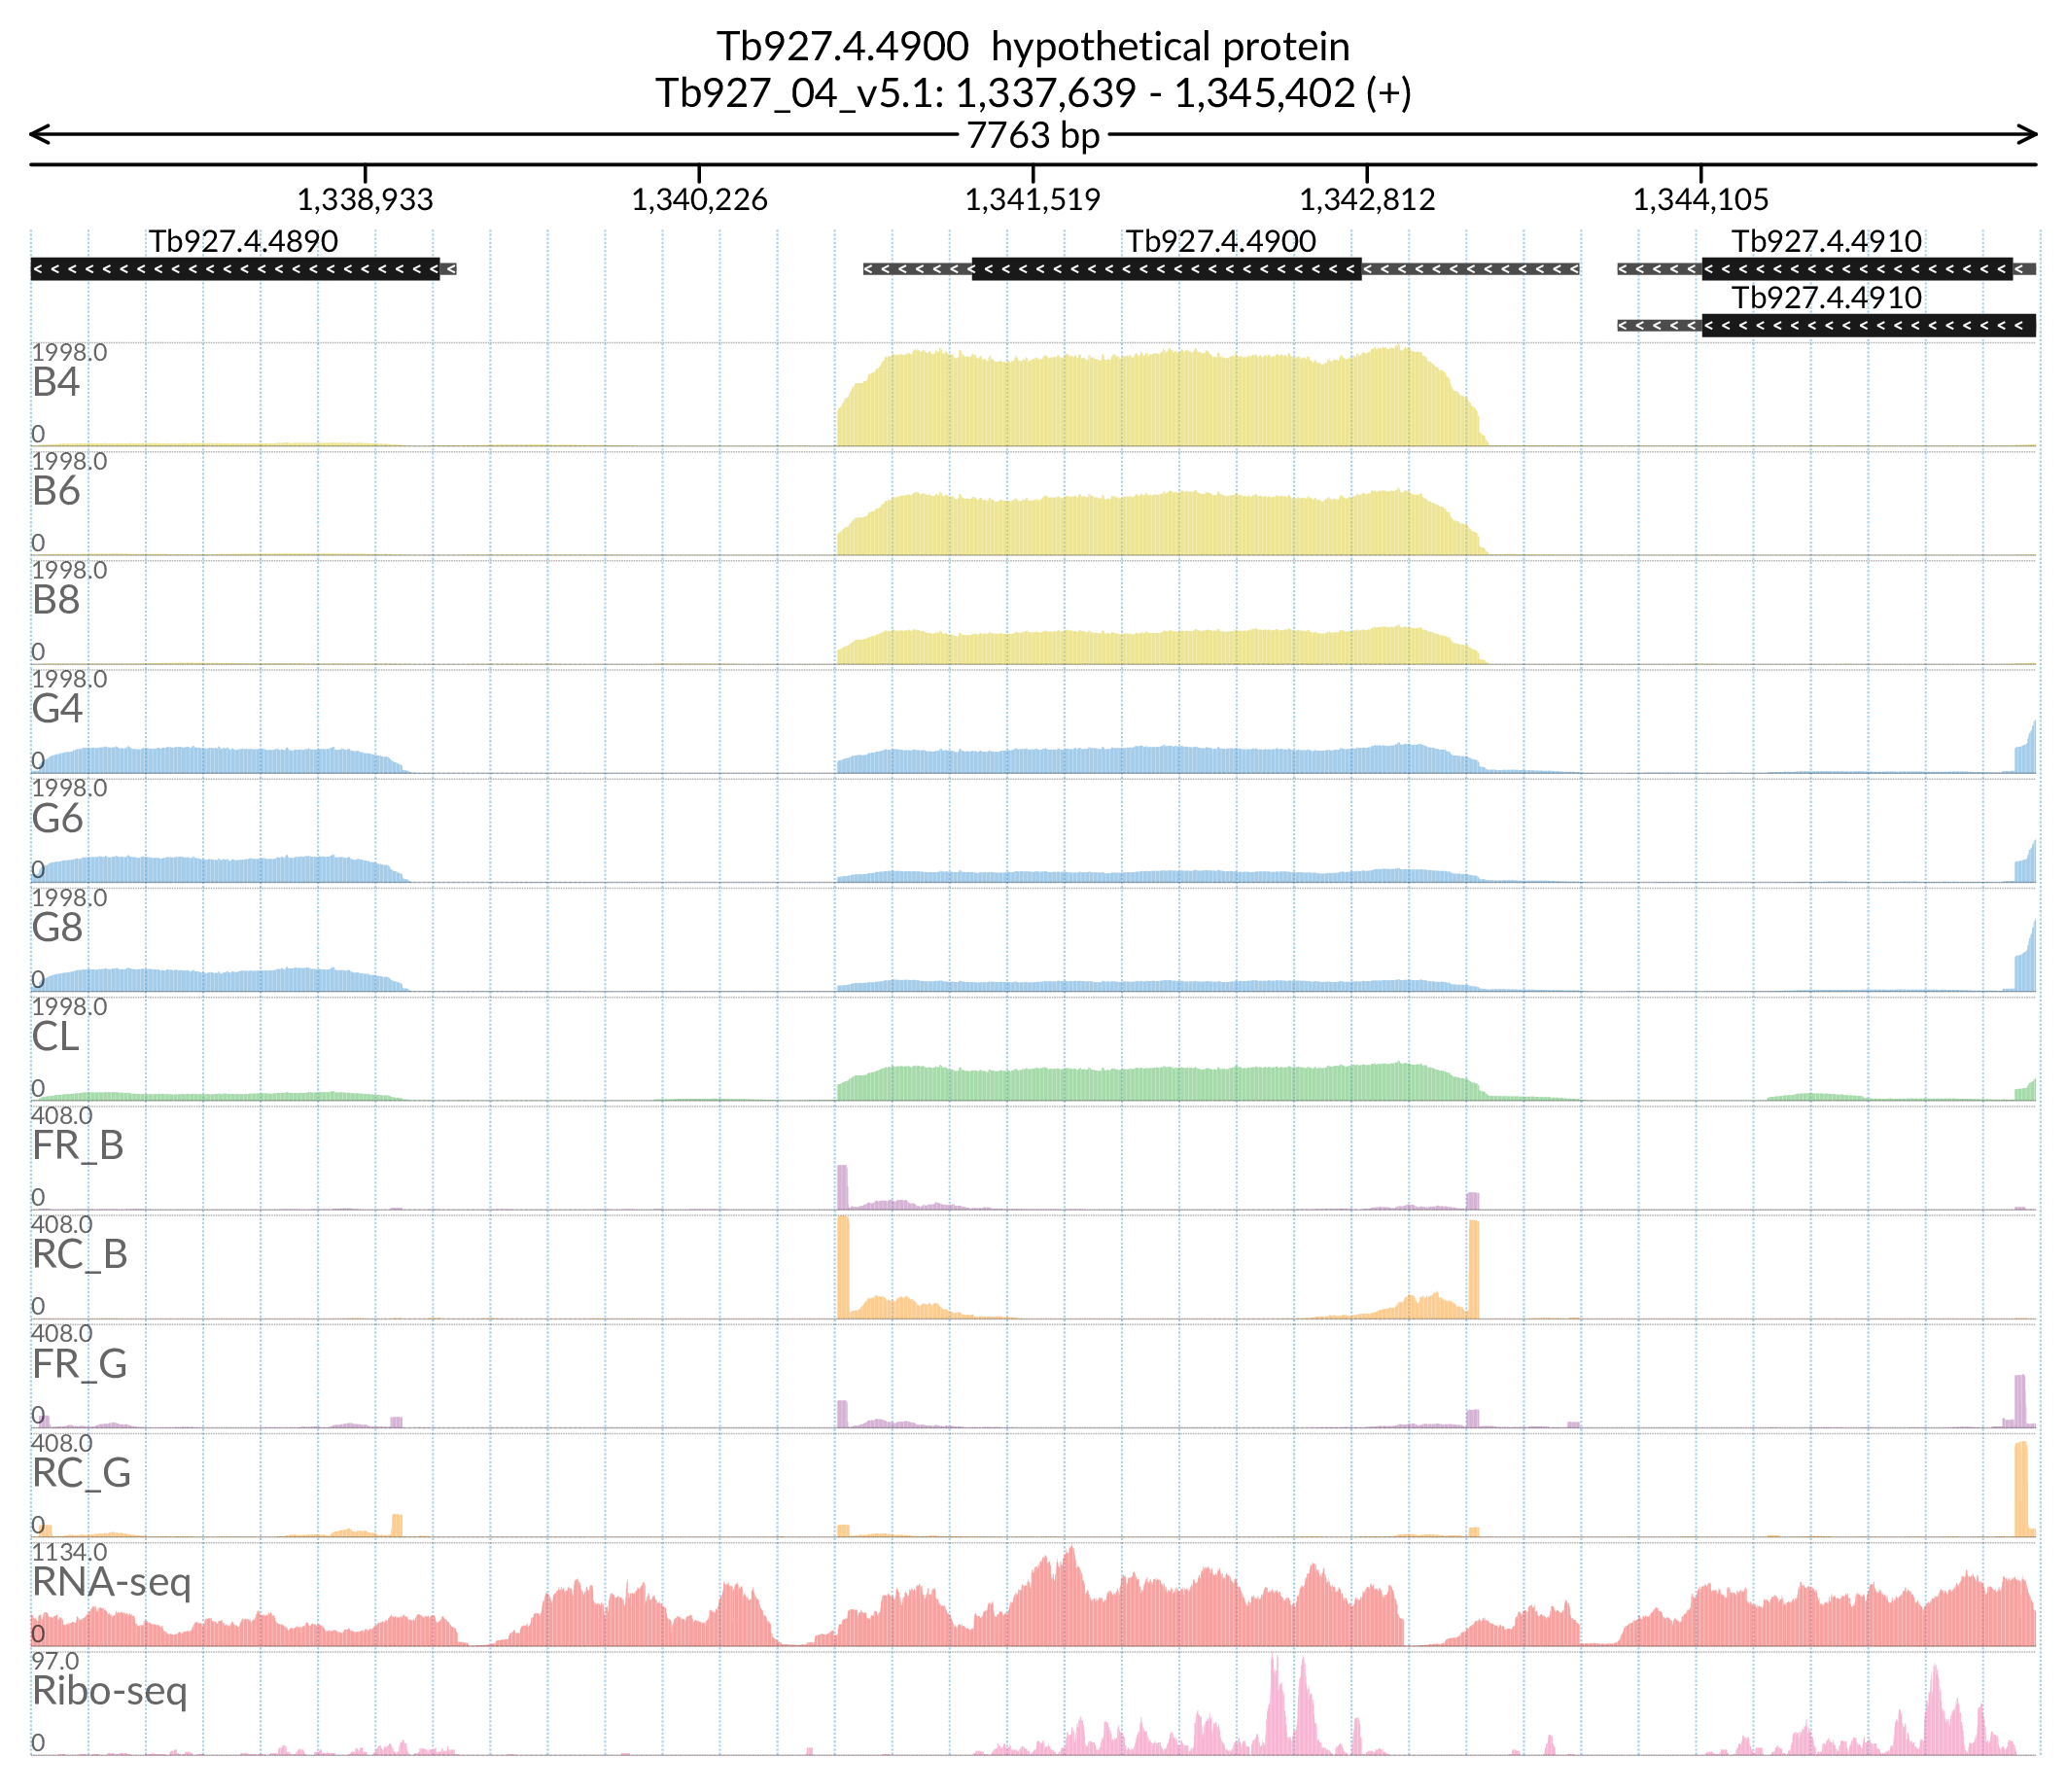 Tb927.4.4900 hypothetical protein
Tb927_04_v5.1: 1,337,639 - 1,345,402 (+)
7763 bp
1,338,933 1,340,226 1,341,519 1,342,812 1,344,105
Tb927.4.4890 Tb927.4.4900 Tb927.4.4910
Tb927.4.4910
1998.0
B4
0
1998.0
B6
0
1998.0
B8
0
1998.0
G4
0
1998.0
G6
0
1998.0
G8
0
1998.0
CL
0
408.0
FR_B
0
408.0
RC_B
0
408.0
FR_G
0
408.0
RC_G
0
1134.0
RNA-seq
0
97.0
Ribo-seq
0